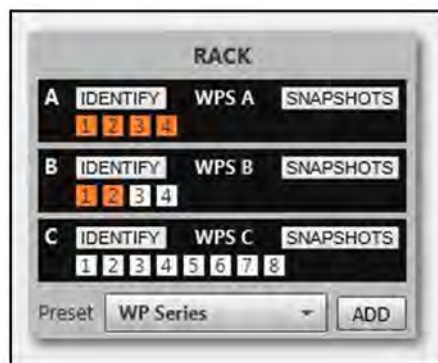 RACK
A IDENTIFY WPS A SNAPSHOTS
1 2 3 4
B IDENTIFY WPS B SNAPSHOTS
1 2 3 4
C IDENTIFY WPS C SNAPSHOTS
1 2 3 4 5 6 7 8
Preset WP Series ADD